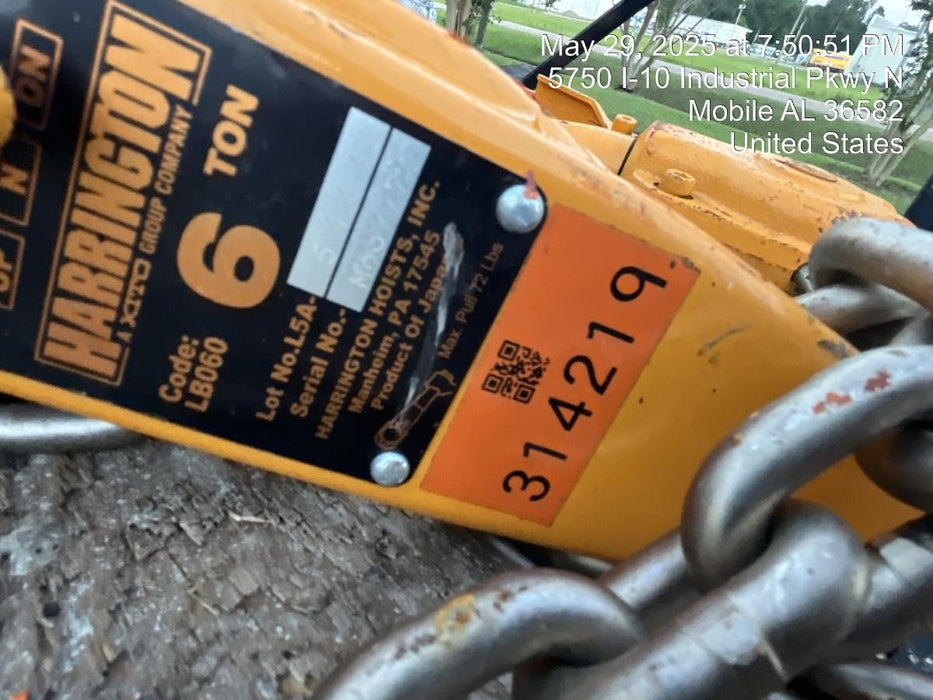 May 29, 2025 at 7:50:51 PM
5750 I-10 Industrial Pkwy N
Mobile AL 36582
United States
UP N ON
HARRINGTON
A KITO GROUP COMPANY
6 TON
Code:
LB060
Lot No.L5A-
Serial No.-
HARRINGTON HOISTS, INC.
Manheim, PA 17545
Product Of Japan
Max. Pull 72 Lbs
314219